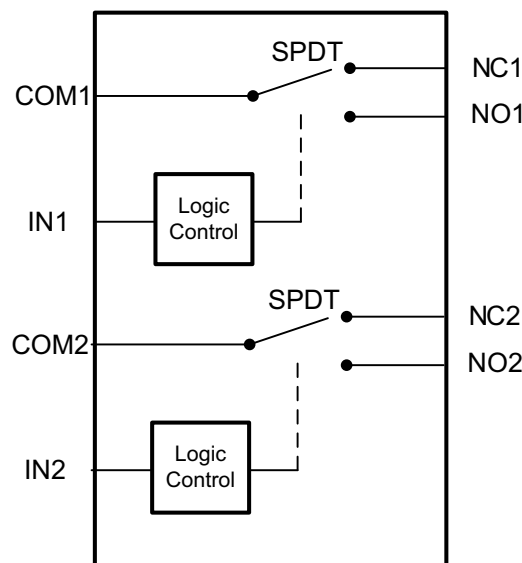 SPDT
NC1
COM1
NO1
IN1
Logic
Control
SPDT
NC2
COM2
NO2
IN2
Logic
Control